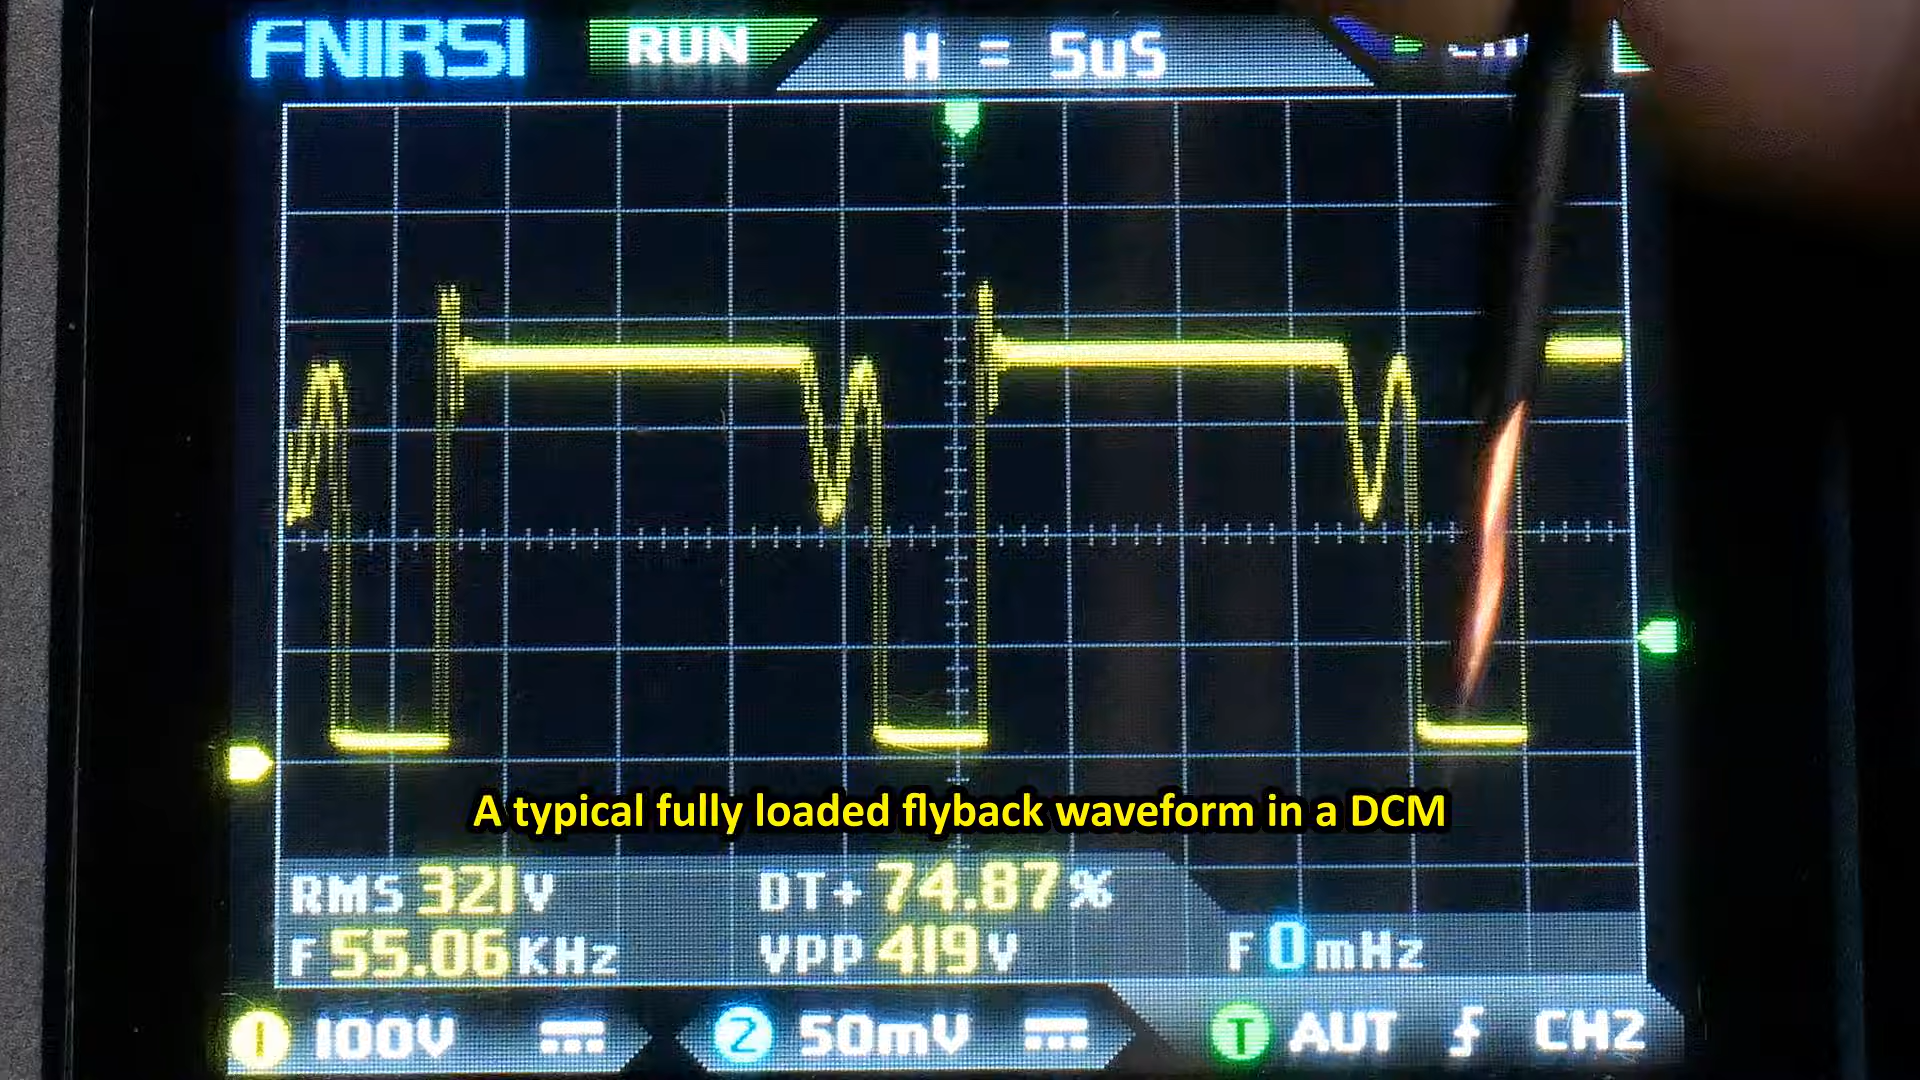 FNIRSI RUN H = 5uS
A typical fully loaded flyback waveform in a DCM
RMS 321V DT+ 74.87%
F 55.06KHz VPP 419V F 0mHz
1 100V 2 50mV T AUT CH2